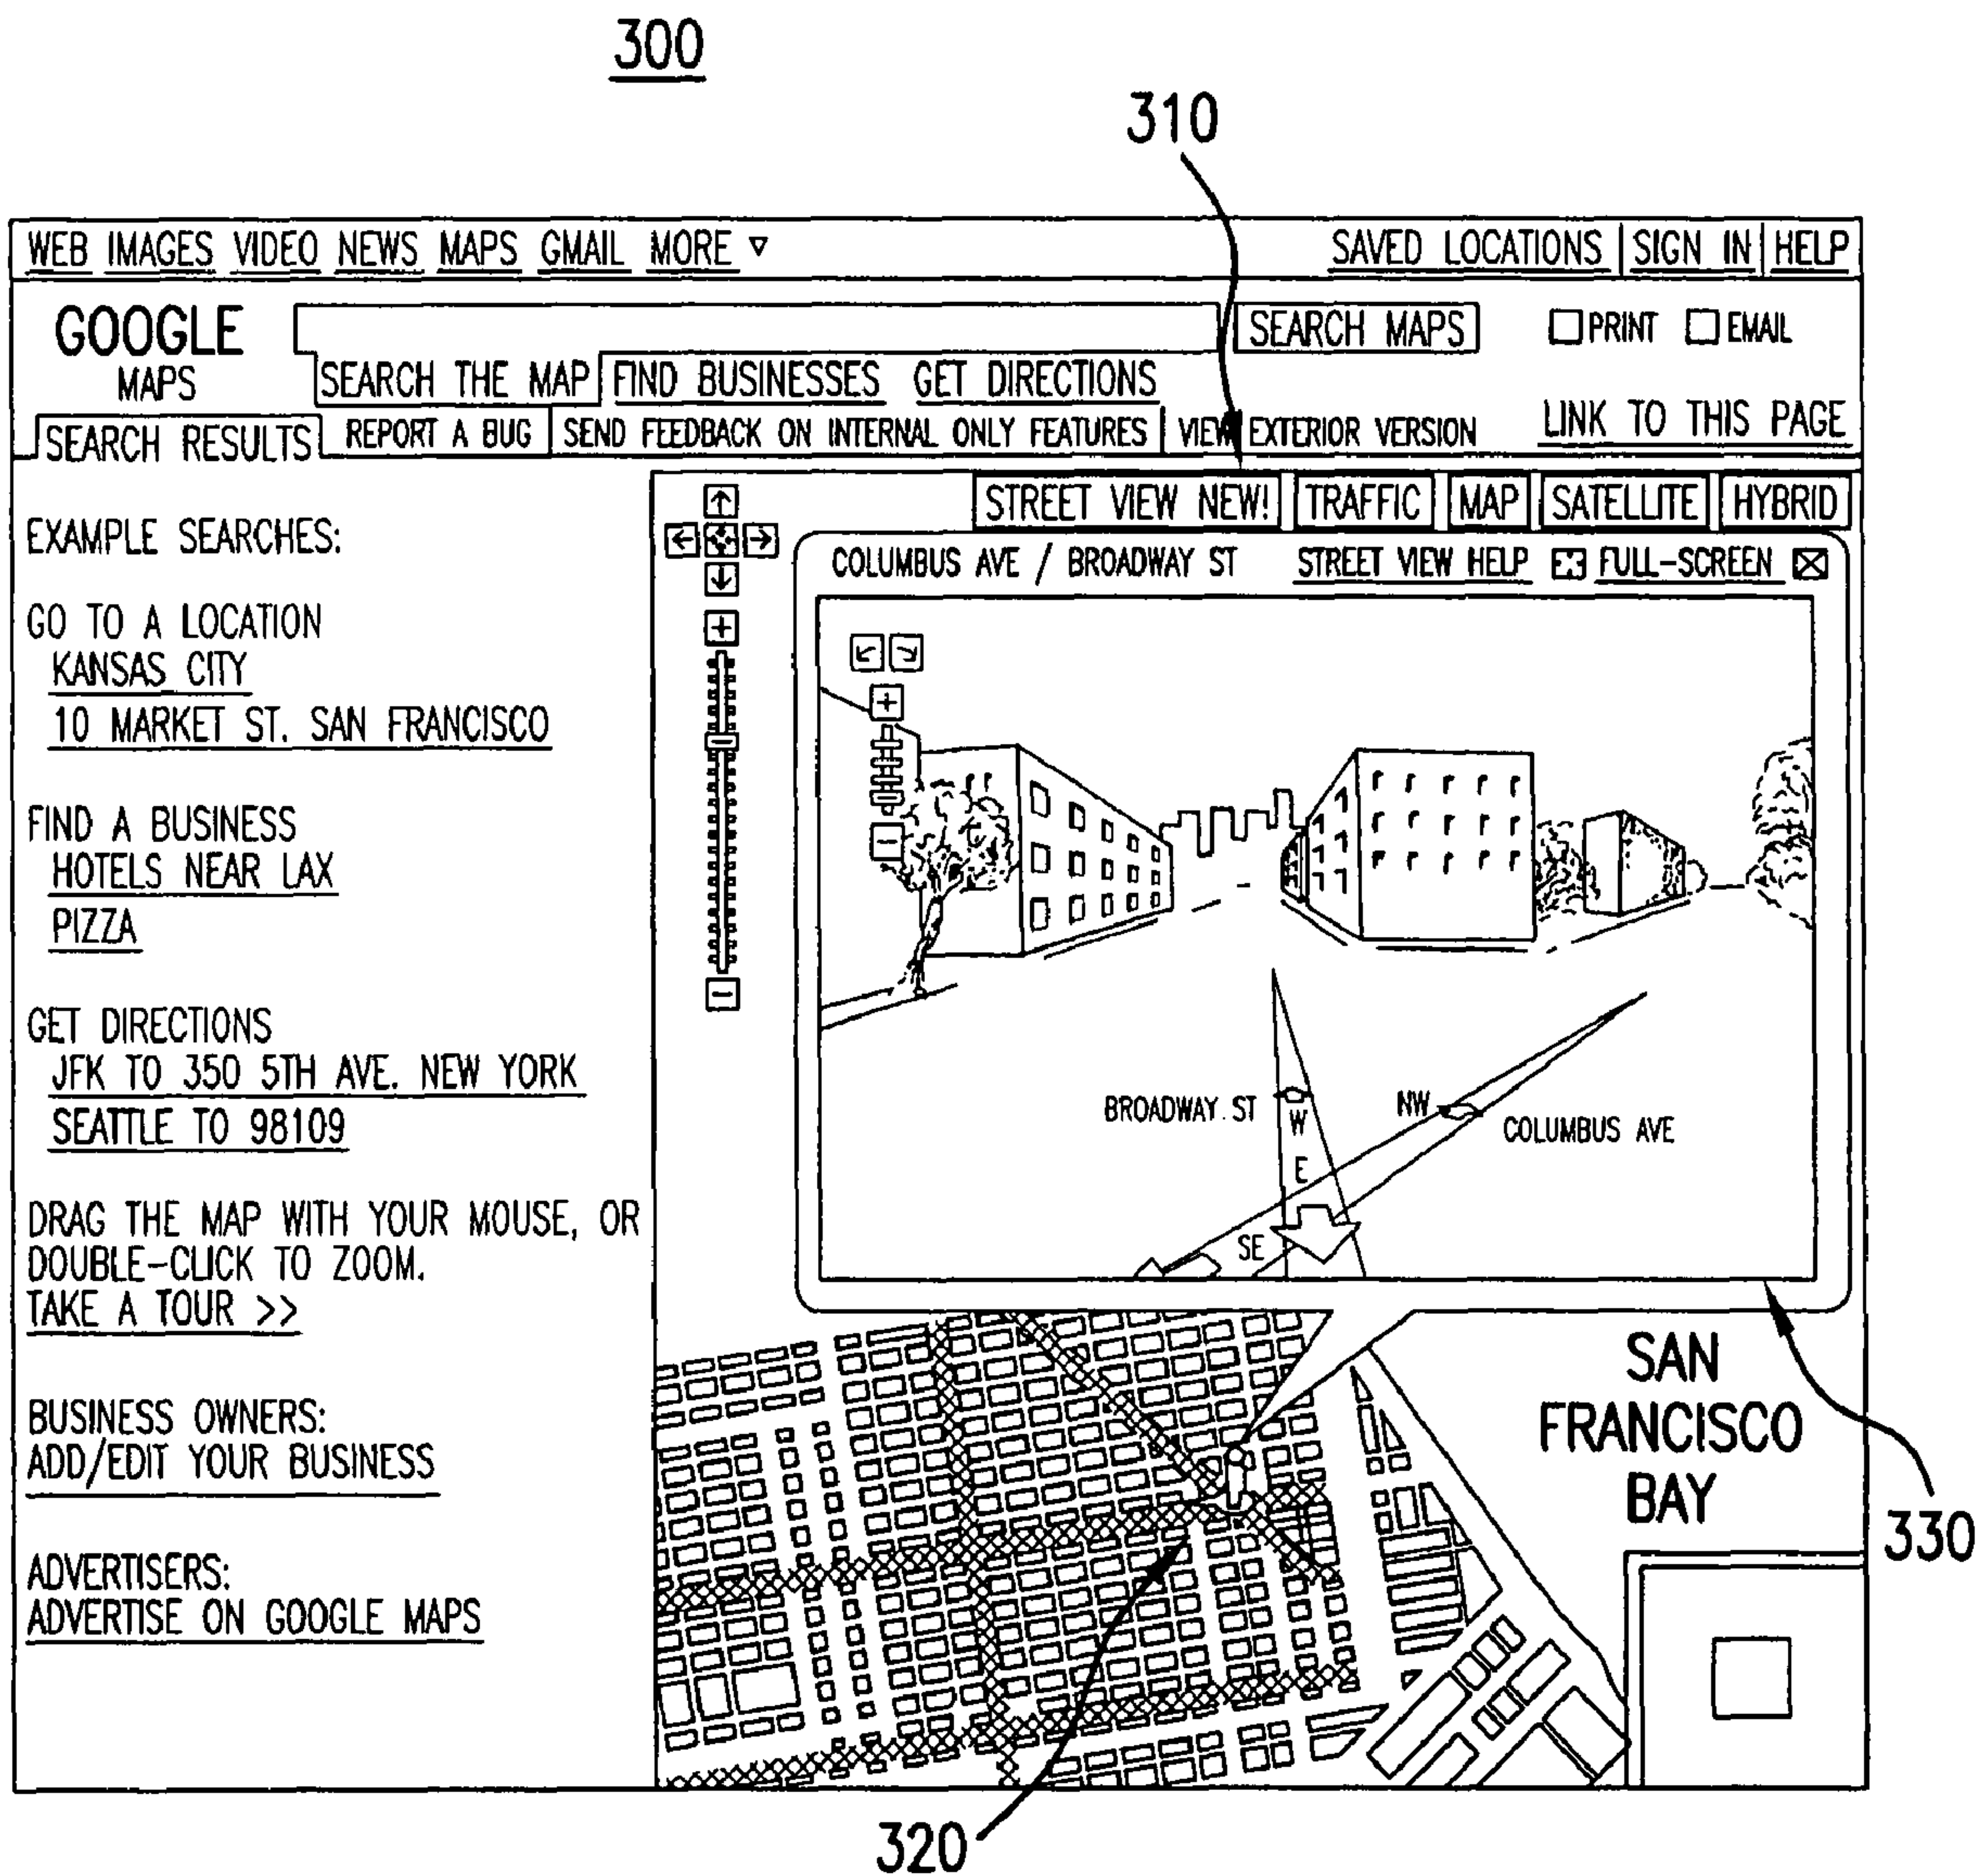 300
310
WEB IMAGES VIDEO NEWS MAPS GMAIL MORE ▿ SAVED LOCATIONS | SIGN IN | HELP
GOOGLE
MAPS
SEARCH MAPS
PRINT EMAIL
SEARCH THE MAP FIND BUSINESSES GET DIRECTIONS
SEARCH RESULTS REPORT A BUG SEND FEEDBACK ON INTERNAL ONLY FEATURES VIEW EXTERIOR VERSION LINK TO THIS PAGE
STREET VIEW NEW! TRAFFIC MAP SATELLITE HYBRID
COLUMBUS AVE / BROADWAY ST STREET VIEW HELP FULL-SCREEN
EXAMPLE SEARCHES:
GO TO A LOCATION
KANSAS CITY
10 MARKET ST. SAN FRANCISCO
FIND A BUSINESS
HOTELS NEAR LAX
PIZZA
GET DIRECTIONS
JFK TO 350 5TH AVE. NEW YORK
SEATTLE TO 98109
DRAG THE MAP WITH YOUR MOUSE, OR
DOUBLE-CLICK TO ZOOM.
TAKE A TOUR >>
BUSINESS OWNERS:
ADD/EDIT YOUR BUSINESS
ADVERTISERS:
ADVERTISE ON GOOGLE MAPS
BROADWAY ST
W
NW
COLUMBUS AVE
E
SE
SAN
FRANCISCO
BAY
330
320